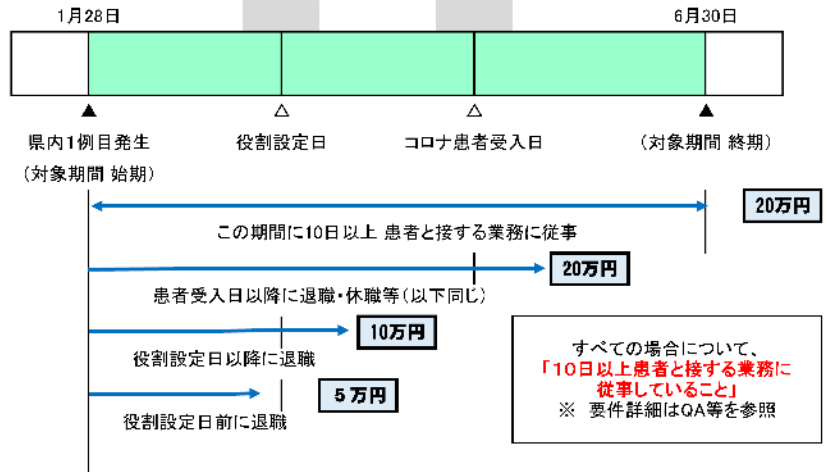 1月28日
6月30日
県内1例目発生
役割設定日
コロナ患者受入日
(対象期間 終期)
(対象期間 始期)
20万円
この期間に10日以上 患者と接する業務に従事
20万円
患者受入日以降に退職・休職等(以下同じ)
10万円
役割設定日以降に退職
5万円
役割設定日前に退職
すべての場合について、
「10日以上患者と接する業務に
従事していること」
※ 要件詳細はQA等を参照